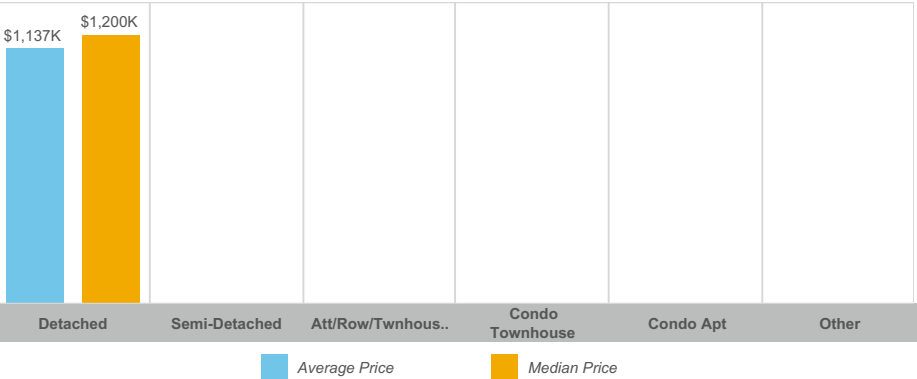 $1,137K
$1,200K
Detached
Semi-Detached
Att/Row/Twnhous..
Condo
Townhouse
Condo Apt
Other
Average Price
Median Price